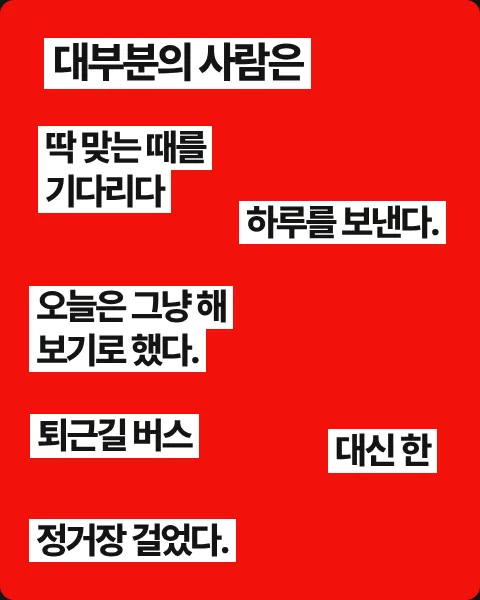 대부분의 사람은
딱 맞는 때를
기다리다
하루를 보낸다.
오늘은 그냥 해
보기로 했다.
퇴근길 버스
대신 한
정거장 걸었다.